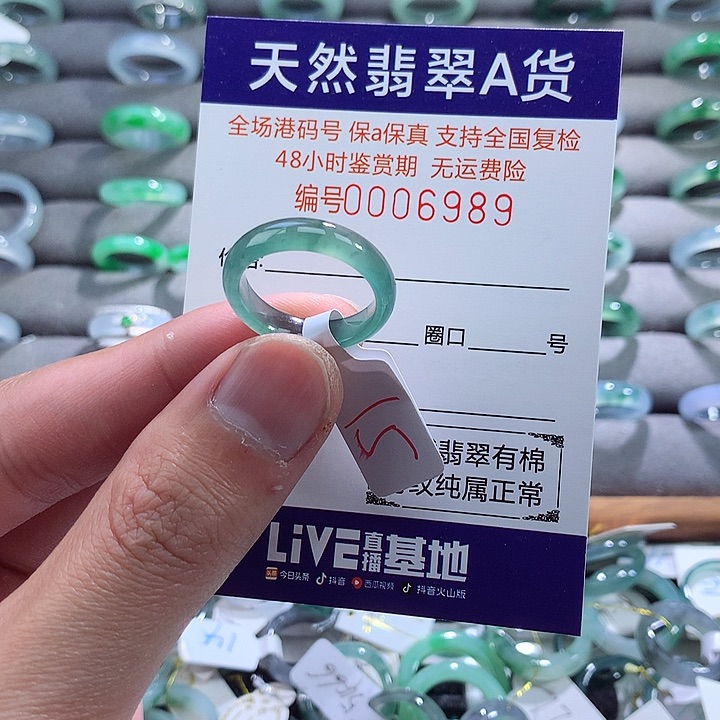 天然翡翠A货
全场港码号 保a保真 支持全国复检
48小时鉴赏期 无运费险
编号0006989
圈口 号
翡翠有棉
纹纯属正常
51
LiVE直播基地
今日头条 抖音 西瓜视频 抖音火山版
14